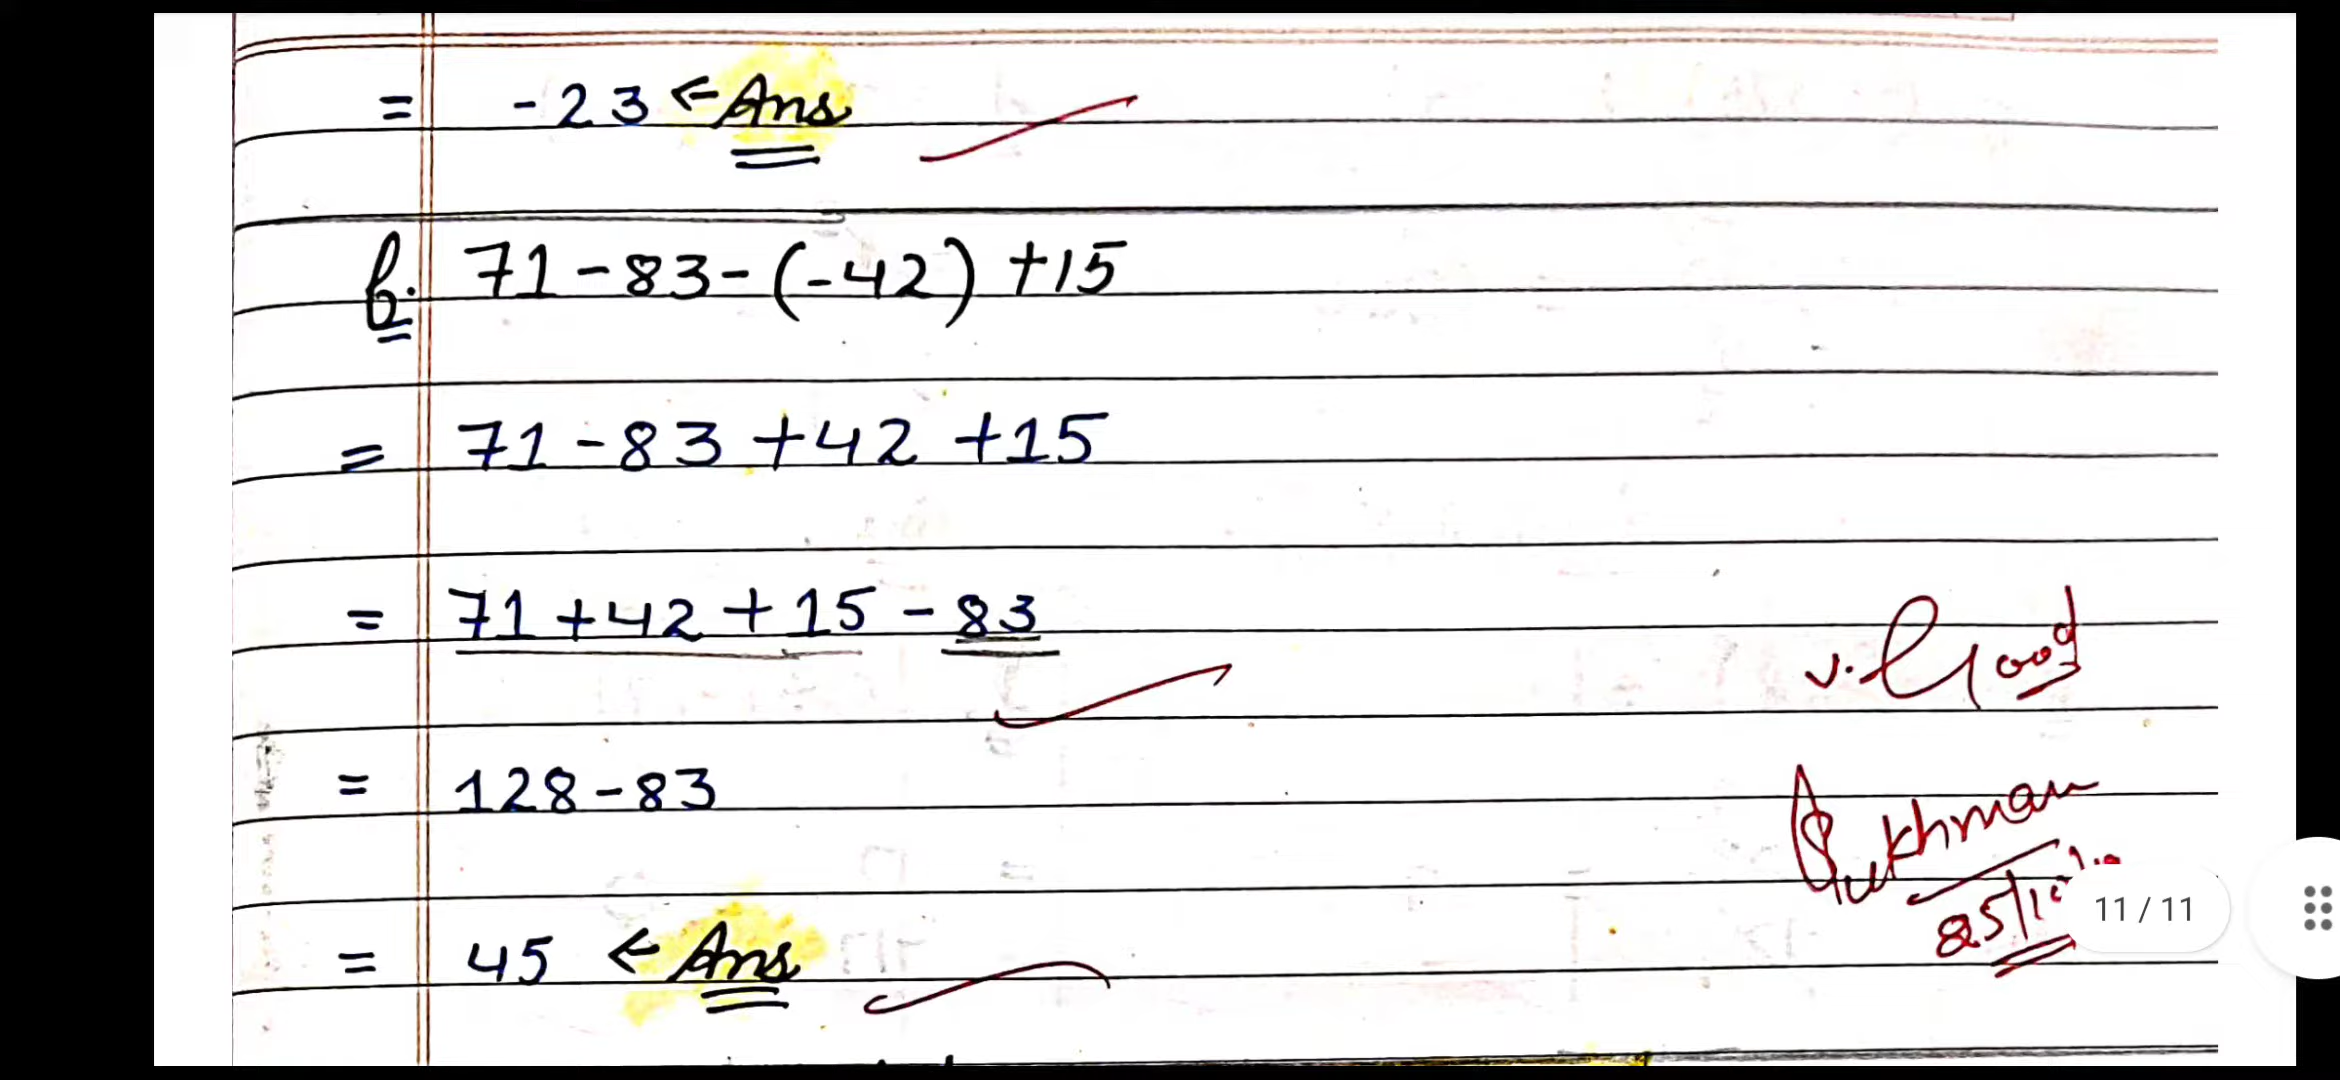 = -23 ← Ans
b. 71-83-(-42) +15
= 71-83 +42 +15
= 71+42+15-83
v. Good
= 128-83
Sukhman
= 45 ← Ans
11 / 11